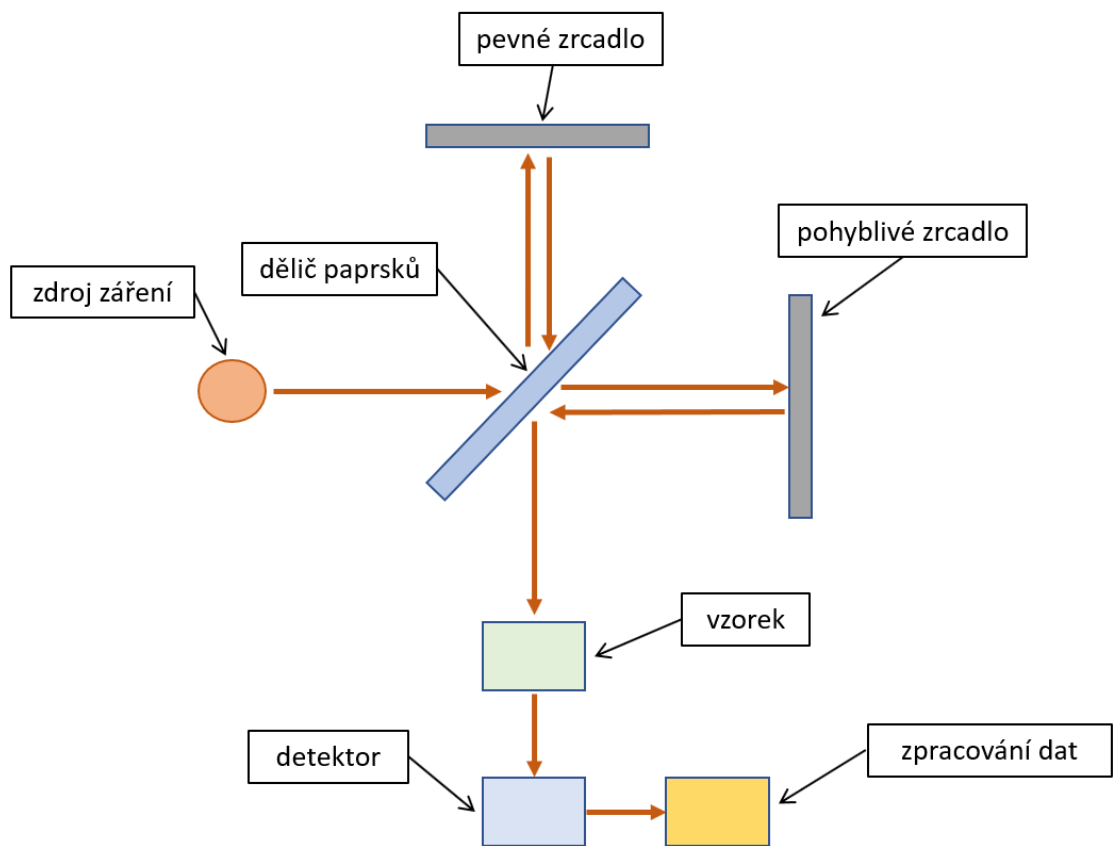 pevné zrcadlo
pohyblivé zrcadlo
dělič paprsků
zdroj záření
vzorek
detektor
zpracování dat